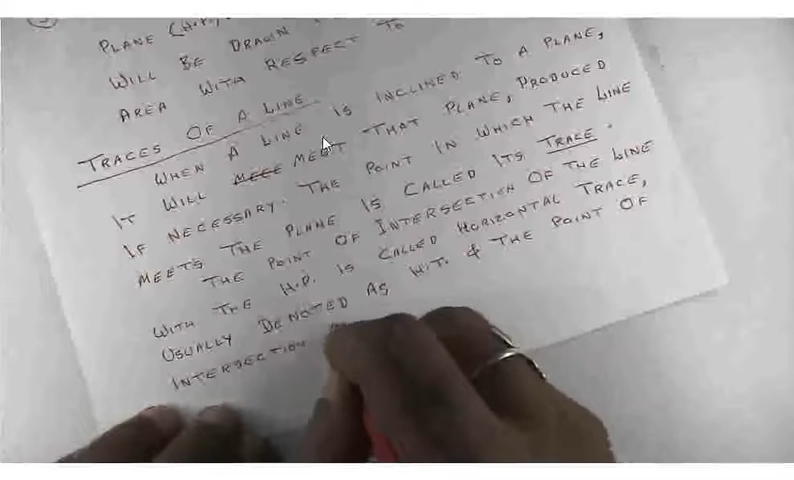 PLANE (H.P),
WILL BE DRAWN
AREA WITH RESPECT TO
TRACES OF A LINE
WHEN A LINE IS INCLINED TO A PLANE,
IT WILL MEET THAT PLANE, PRODUCED
IF NECESSARY. THE POINT IN WHICH THE LINE
MEETS THE PLANE IS CALLED ITS TRACE.
THE POINT OF INTERSECTION OF THE LINE
WITH THE H.P. IS CALLED HORIZONTAL TRACE,
USUALLY DENOTED AS H.T. & THE POINT OF
INTERSECTION